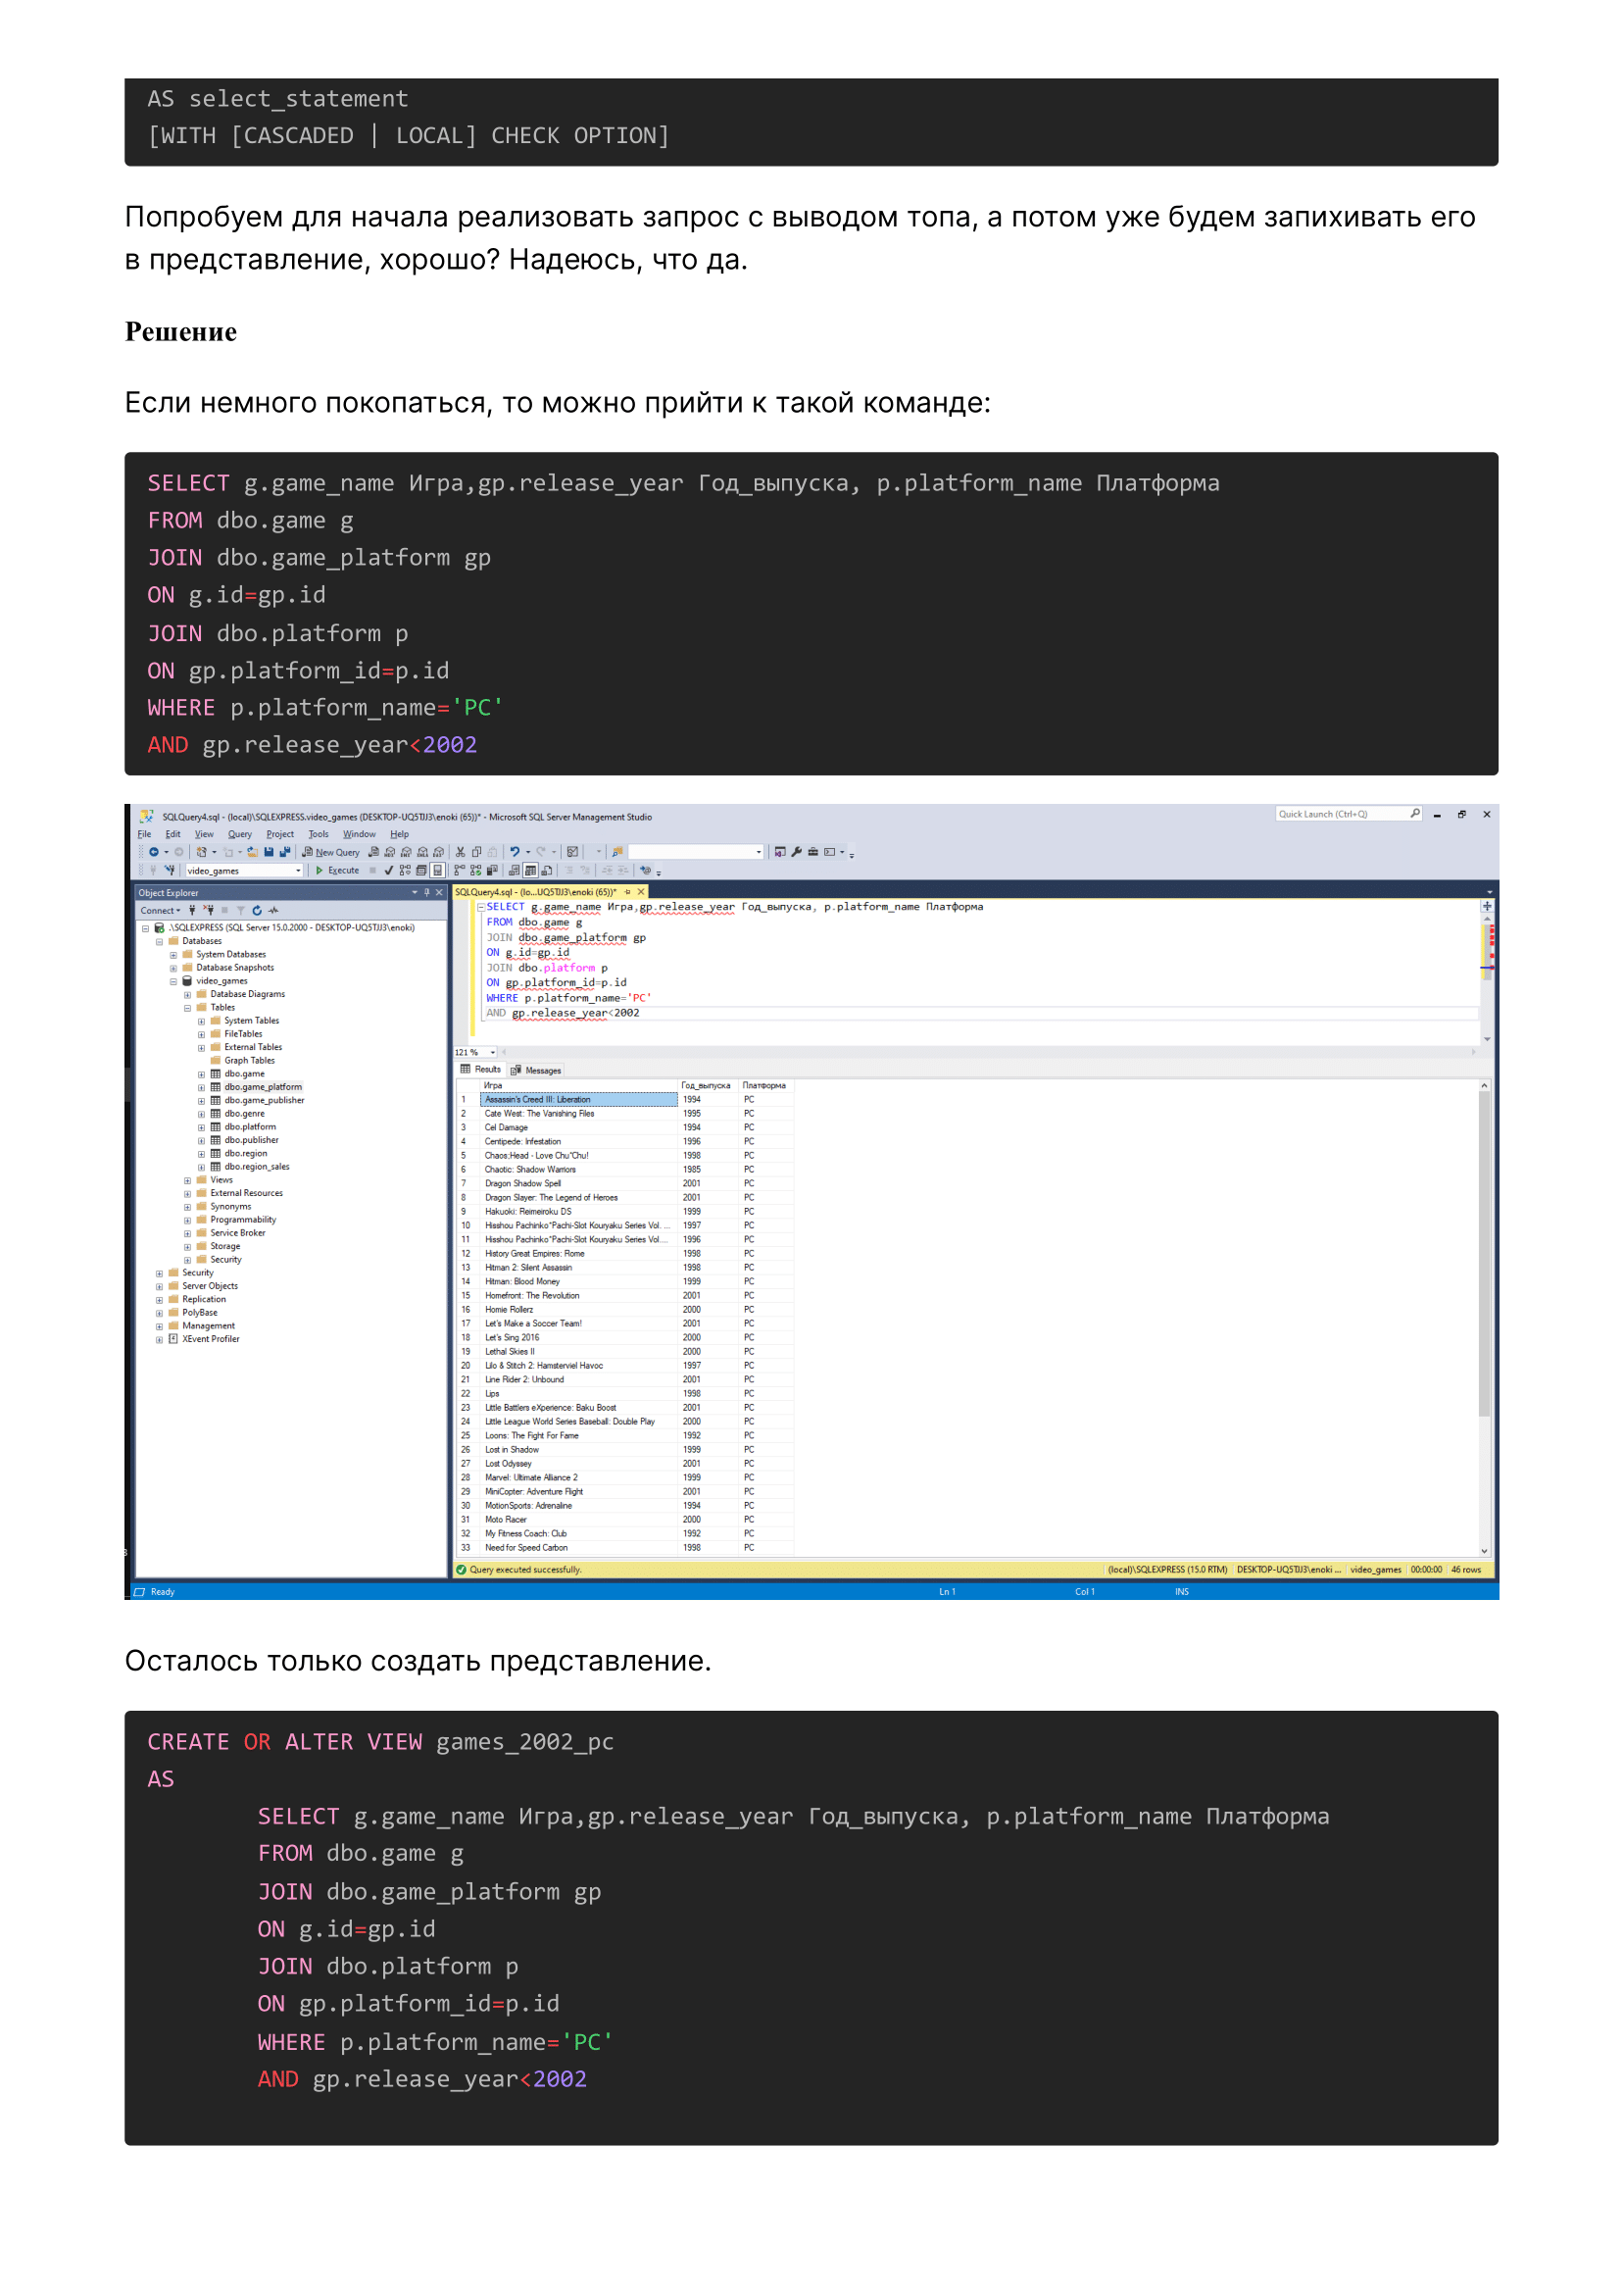 AS select_statement
[WITH [CASCADED | LOCAL] CHECK OPTION]
Попробуем для начала реализовать запрос с выводом топа, а потом уже будем запихивать его
в представление, хорошо? Надеюсь, что да.
Решение
Если немного покопаться, то можно прийти к такой команде:
SELECT g.game_name Игра,gp.release_year Год_выпуска, p.platform_name Платформа
FROM dbo.game g
JOIN dbo.game_platform gp
ON g.id=gp.id
JOIN dbo.platform p
ON gp.platform_id=p.id
WHERE p.platform_name='PC'
AND gp.release_year<2002
SQLQuery4.sql - (local)\SQLEXPRESS.video_games (DESKTOP-UQ5TJJ3\enoki (65))* - Microsoft SQL Server Management Studio
Quick Launch (Ctrl+Q)
File Edit View Query Project Tools Window Help
New Query
video_games
Execute
Object Explorer
Connect
.\SQLEXPRESS (SQL Server 15.0.2000 - DESKTOP-UQ5TJJ3\enoki)
Databases
System Databases
Database Snapshots
video_games
Database Diagrams
Tables
System Tables
FileTables
External Tables
Graph Tables
dbo.game
dbo.game_platform
dbo.game_publisher
dbo.genre
dbo.platform
dbo.publisher
dbo.region
dbo.region_sales
Views
External Resources
Synonyms
Programmability
Service Broker
Storage
Security
Security
Server Objects
Replication
PolyBase
Management
XEvent Profiler
SQLQuery4.sql - (lo...UQ5TJJ3\enoki (65))*
SELECT g.game_name Игра,gp.release_year Год_выпуска, p.platform_name Платформа
FROM dbo.game g
JOIN dbo.game_platform gp
ON g.id=gp.id
JOIN dbo.platform p
ON gp.platform_id=p.id
WHERE p.platform_name='PC'
AND gp.release_year<2002
121 %
Results Messages
Игра Год_выпуска Платформа
1 Assassin's Creed III: Liberation 1994 PC
2 Cate West: The Vanishing Files 1995 PC
3 Cel Damage 1994 PC
4 Centipede: Infestation 1996 PC
5 Chaos;Head - Love Chu*Chu! 1998 PC
6 Chaotic: Shadow Warriors 1985 PC
7 Dragon Shadow Spell 2001 PC
8 Dragon Slayer: The Legend of Heroes 2001 PC
9 Hakuoki: Reimeiroku DS 1999 PC
10 Hisshou Pachinko*Pachi-Slot Kouryaku Series Vol. ... 1997 PC
11 Hisshou Pachinko*Pachi-Slot Kouryaku Series Vol.... 1996 PC
12 History Great Empires: Rome 1998 PC
13 Hitman 2: Silent Assassin 1998 PC
14 Hitman: Blood Money 1999 PC
15 Homefront: The Revolution 2001 PC
16 Homie Rollerz 2000 PC
17 Let's Make a Soccer Team! 2001 PC
18 Let's Sing 2016 2000 PC
19 Lethal Skies II 2000 PC
20 Lilo & Stitch 2: Hamsterviel Havoc 1997 PC
21 Line Rider 2: Unbound 2001 PC
22 Lips 1998 PC
23 Little Battlers eXperience: Baku Boost 2001 PC
24 Little League World Series Baseball: Double Play 2000 PC
25 Loons: The Fight For Fame 1992 PC
26 Lost in Shadow 1999 PC
27 Lost Odyssey 2001 PC
28 Marvel: Ultimate Alliance 2 1999 PC
29 MiniCopter: Adventure Flight 2001 PC
30 MotionSports: Adrenaline 1994 PC
31 Moto Racer 2000 PC
32 My Fitness Coach: Club 1992 PC
33 Need for Speed Carbon 1998 PC
Query executed successfully. (local)\SQLEXPRESS (15.0 RTM) DESKTOP-UQ5TJJ3\enoki ... video_games 00:00:00 46 rows
Ready Ln 1 Col 1 INS
Осталось только создать представление.
CREATE OR ALTER VIEW games_2002_pc
AS
SELECT g.game_name Игра,gp.release_year Год_выпуска, p.platform_name Платформа
FROM dbo.game g
JOIN dbo.game_platform gp
ON g.id=gp.id
JOIN dbo.platform p
ON gp.platform_id=p.id
WHERE p.platform_name='PC'
AND gp.release_year<2002